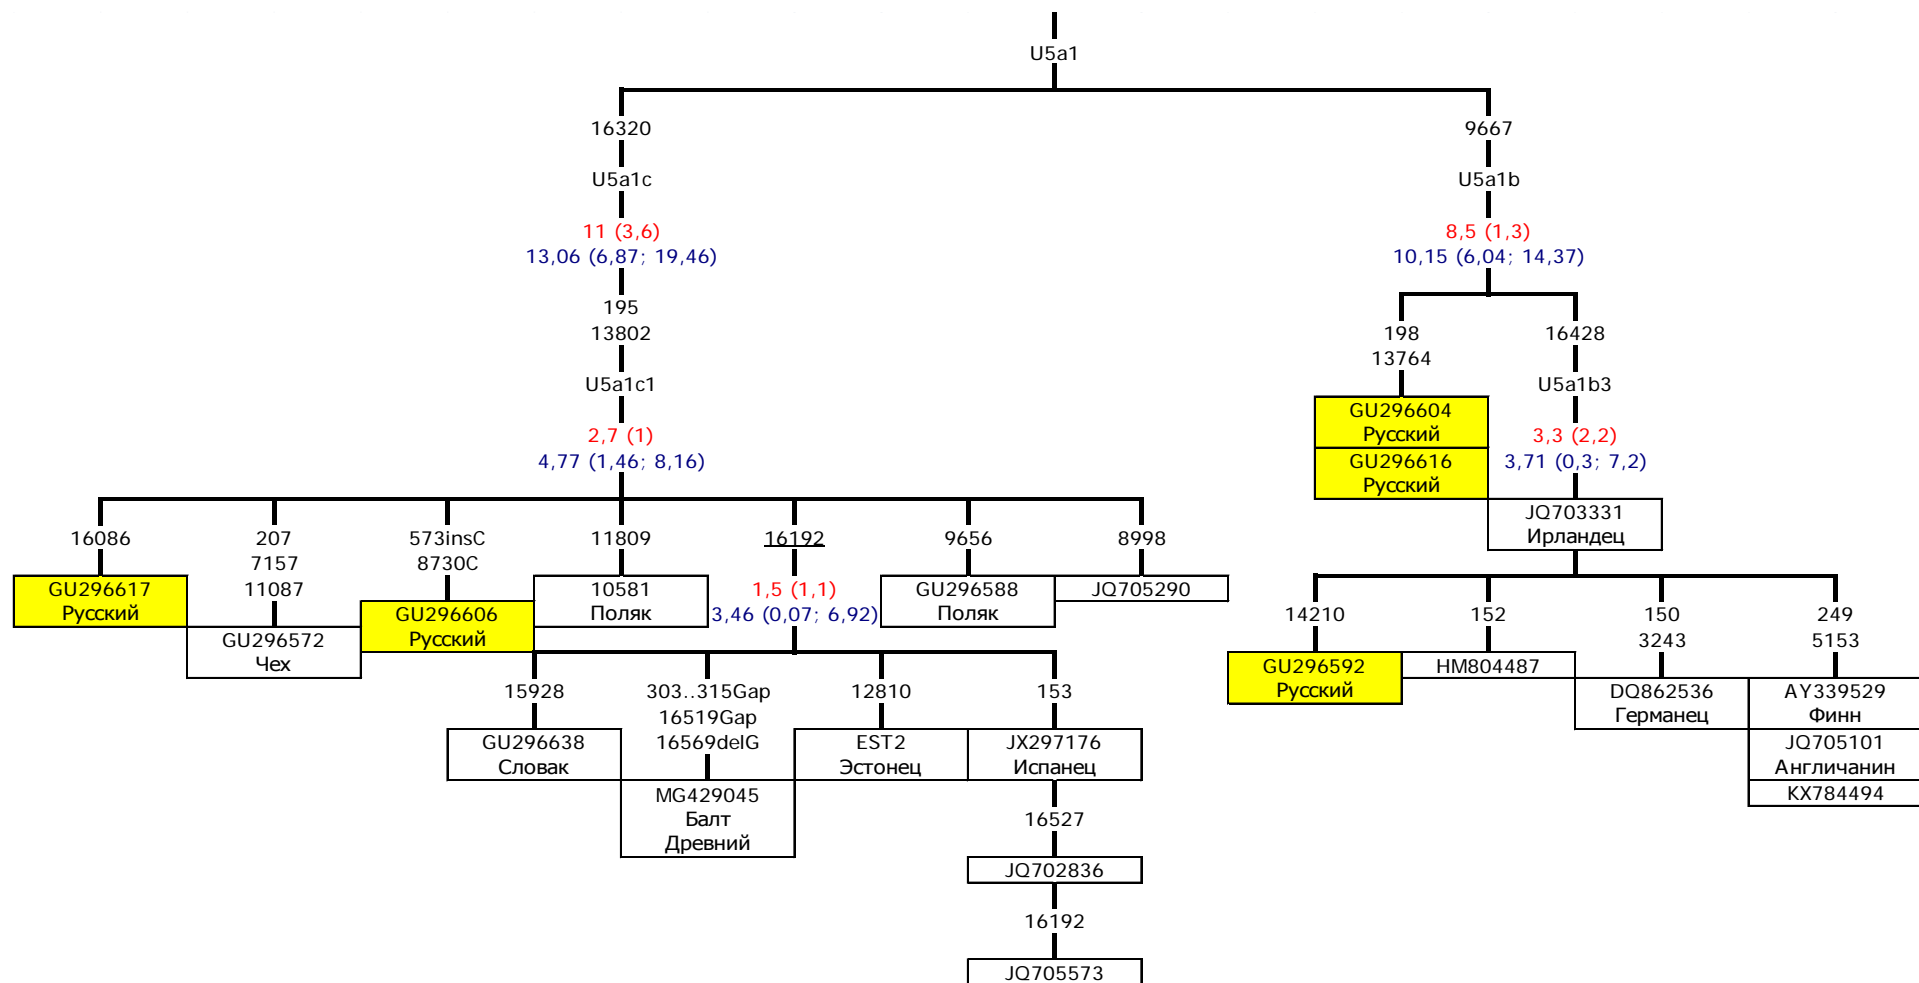 U5a1
16320
9667
U5a1c
U5a1b
11 (3,6)
13,06 (6,87; 19,46)
8,5 (1,3)
10,15 (6,04; 14,37)
195
13802
198
13764
16428
U5a1c1
U5a1b3
GU296604
Русский
GU296616
Русский
2,7 (1)
4,77 (1,46; 8,16)
3,3 (2,2)
3,71 (0,3; 7,2)
JQ703331
Ирландец
16086
207
7157
11087
573insC
8730C
11809
16192
9656
8998
GU296617
Русский
GU296572
Чех
GU296606
Русский
10581
Поляк
1,5 (1,1)
3,46 (0,07; 6,92)
GU296588
Поляк
JQ705290
14210
152
150
3243
249
5153
GU296592
Русский
HM804487
DQ862536
Германец
AY339529
Финн
JQ705101
Англичанин
KX784494
15928
303..315Gap
16519Gap
16569delG
12810
153
GU296638
Словак
MG429045
Балт
Древний
EST2
Эстонец
JX297176
Испанец
16527
JQ702836
16192
JQ705573